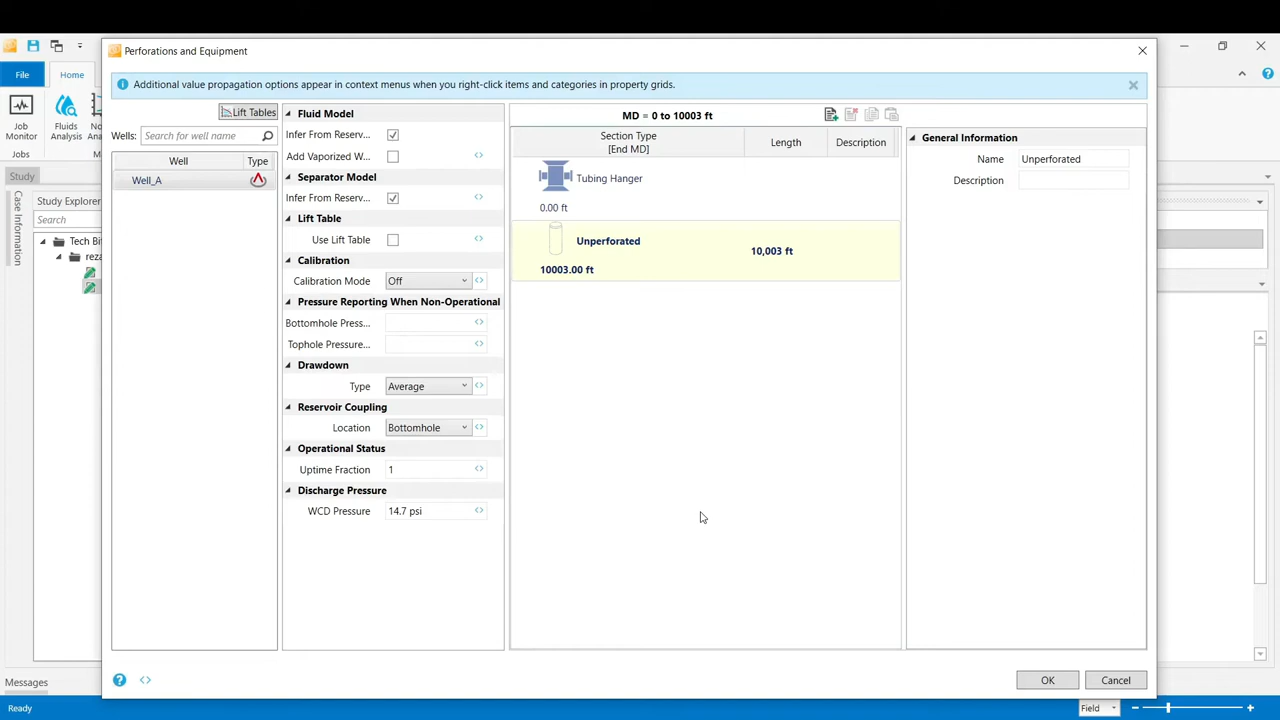 Perforations and Equipment
File
Home
Additional value propagation options appear in context menus when you right-click items and categories in property grids.
Job Monitor
Fluids Analysis
Jobs
Study
Case Information
Study Explorer
Search
Tech Bi
reza
Lift Tables
Wells:
Search for well name
Well
Type
Well_A
Fluid Model
Infer From Reserv...
Add Vaporized W...
Separator Model
Infer From Reserv...
Lift Table
Use Lift Table
Calibration
Calibration Mode
Off
Pressure Reporting When Non-Operational
Bottomhole Press...
Tophole Pressure...
Drawdown
Type
Average
Reservoir Coupling
Location
Bottomhole
Operational Status
Uptime Fraction
1
Discharge Pressure
WCD Pressure
14.7 psi
MD = 0 to 10003 ft
Section Type
[End MD]
Length
Description
Tubing Hanger
0.00 ft
Unperforated
10,003 ft
10003.00 ft
General Information
Name
Unperforated
Description
OK
Cancel
Messages
Ready
Field